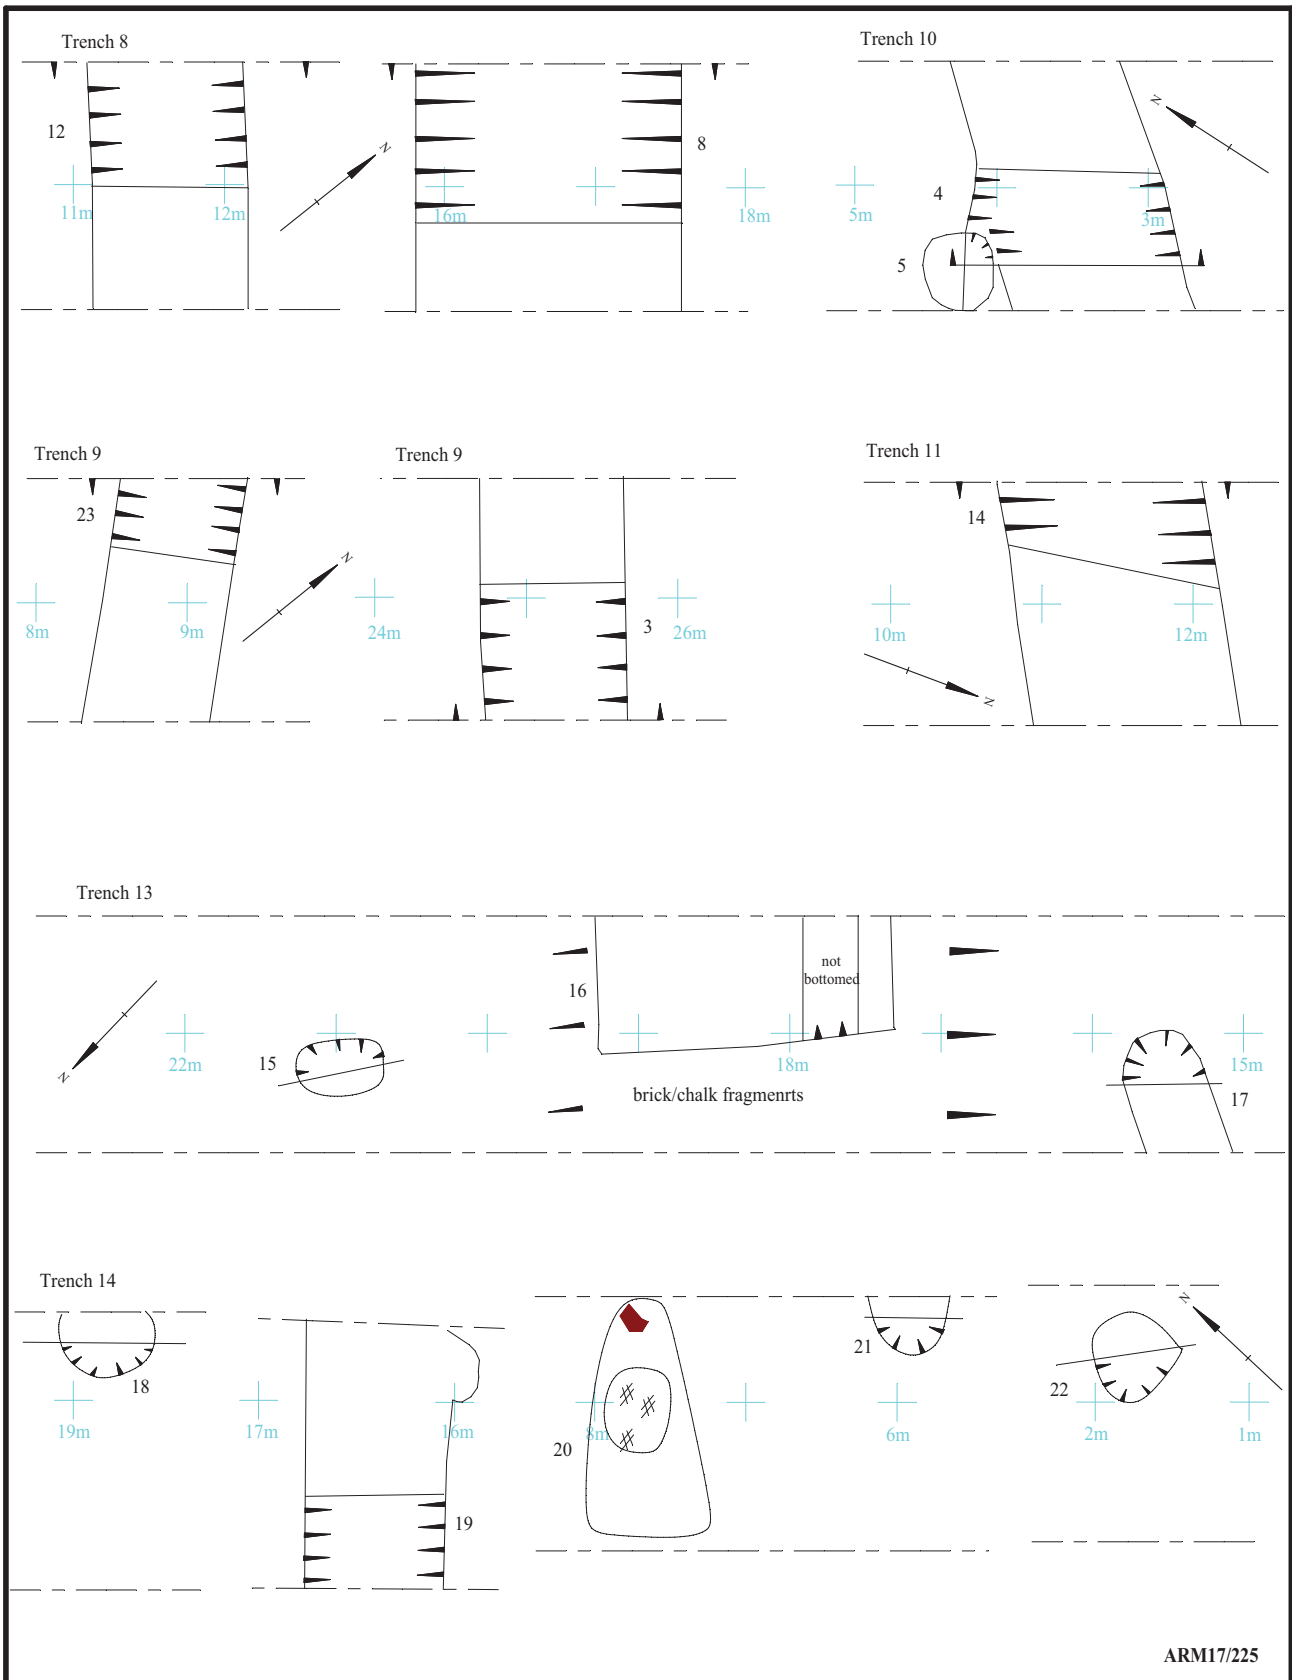 Trench 8
12
N
11m
12m
8
16m
18m
Trench 10
N
4
5m
3m
5
Trench 9
23
N
8m
9m
Trench 9
3
24m
26m
Trench 11
14
10m
12m
N
Trench 13
not
bottomed
16
N
22m
15
18m
15m
brick/chalk fragmenrts
17
Trench 14
18
19m
17m
16m
19
8m
20
21
6m
N
22
2m
1m
ARM17/225